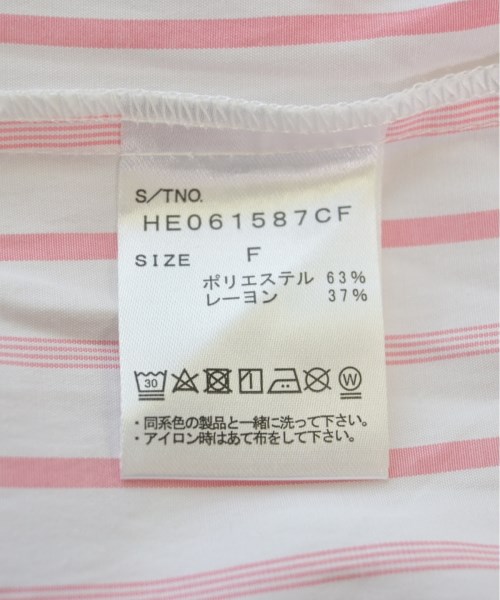 S/TNO.
HE061587CF
SIZE F
ポリエステル 63%
レーヨン 37%
30 W
・同系色の製品と一緒に洗って下さい。
・アイロン時はあて布をして下さい。